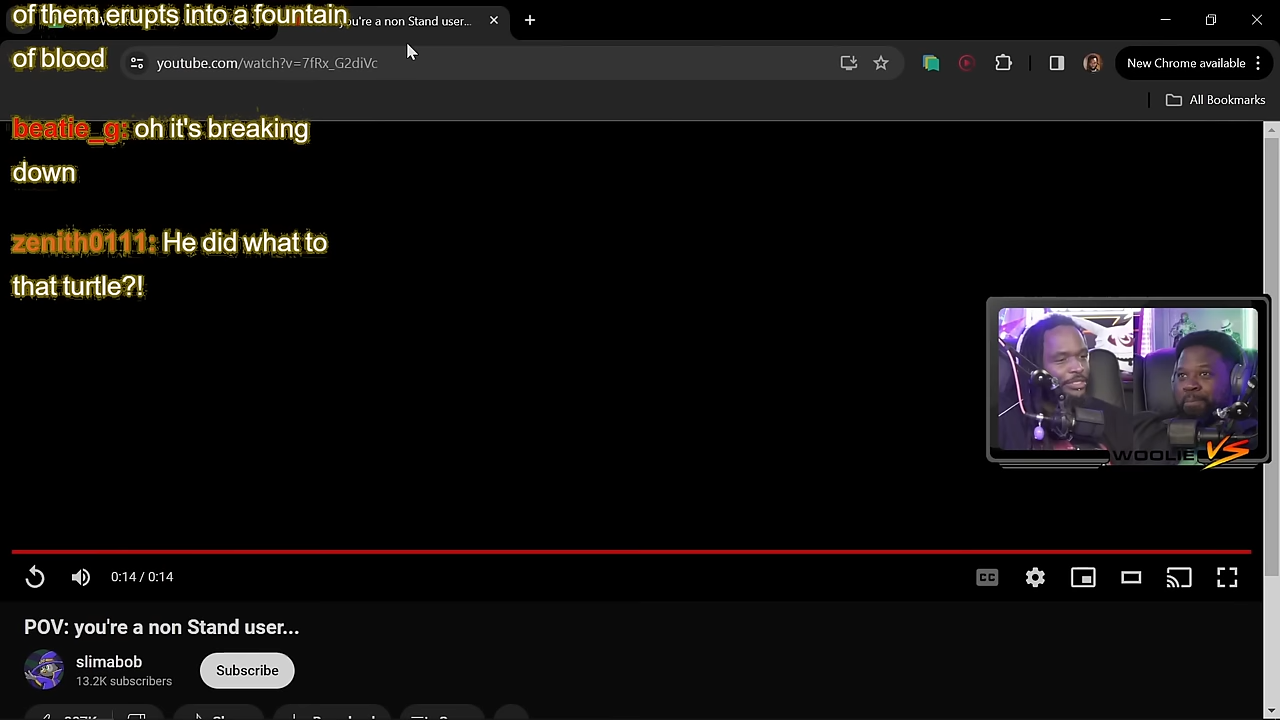 of them erupts into a fountain
of blood
you're a non Stand user...
youtube.com/watch?v=7fRx_G2diVc
New Chrome available
All Bookmarks
beatie_g: oh it's breaking
down
zenith0111: He did what to
that turtle?!
WOOLIE VS
0:14 / 0:14
CC
POV: you're a non Stand user...
slimabob
13.2K subscribers
Subscribe